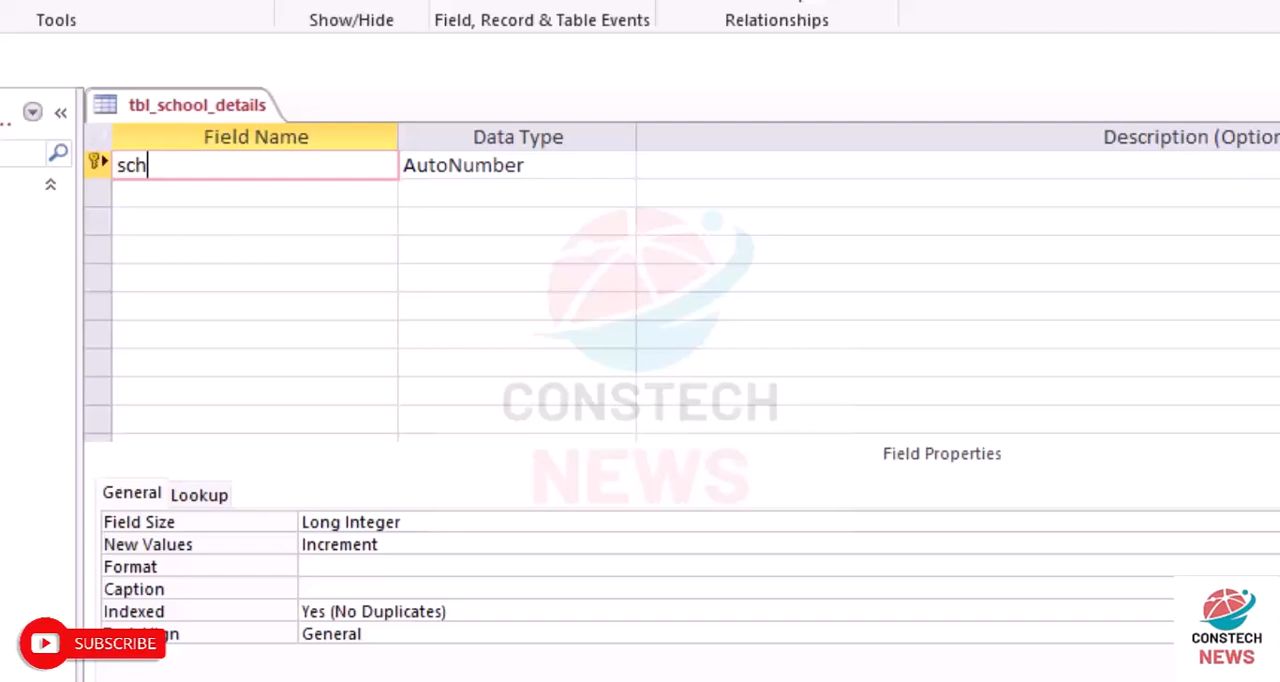 Tools
Show/Hide
Field, Record & Table Events
Relationships
tbl_school_details
Field Name
Data Type
Description (Option
sch
AutoNumber
CONSTECH
NEWS
Field Properties
General
Lookup
Field Size
Long Integer
New Values
Increment
Format
Caption
Indexed
Yes (No Duplicates)
General
SUBSCRIBE
CONSTECH
NEWS